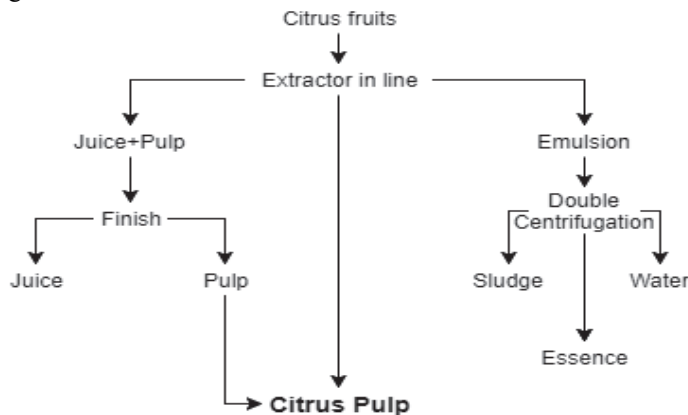 Citrus fruits
Extractor in line
Juice+Pulp
Emulsion
Finish
Double
Centrifugation
Juice
Pulp
Sludge
Water
Essence
Citrus Pulp